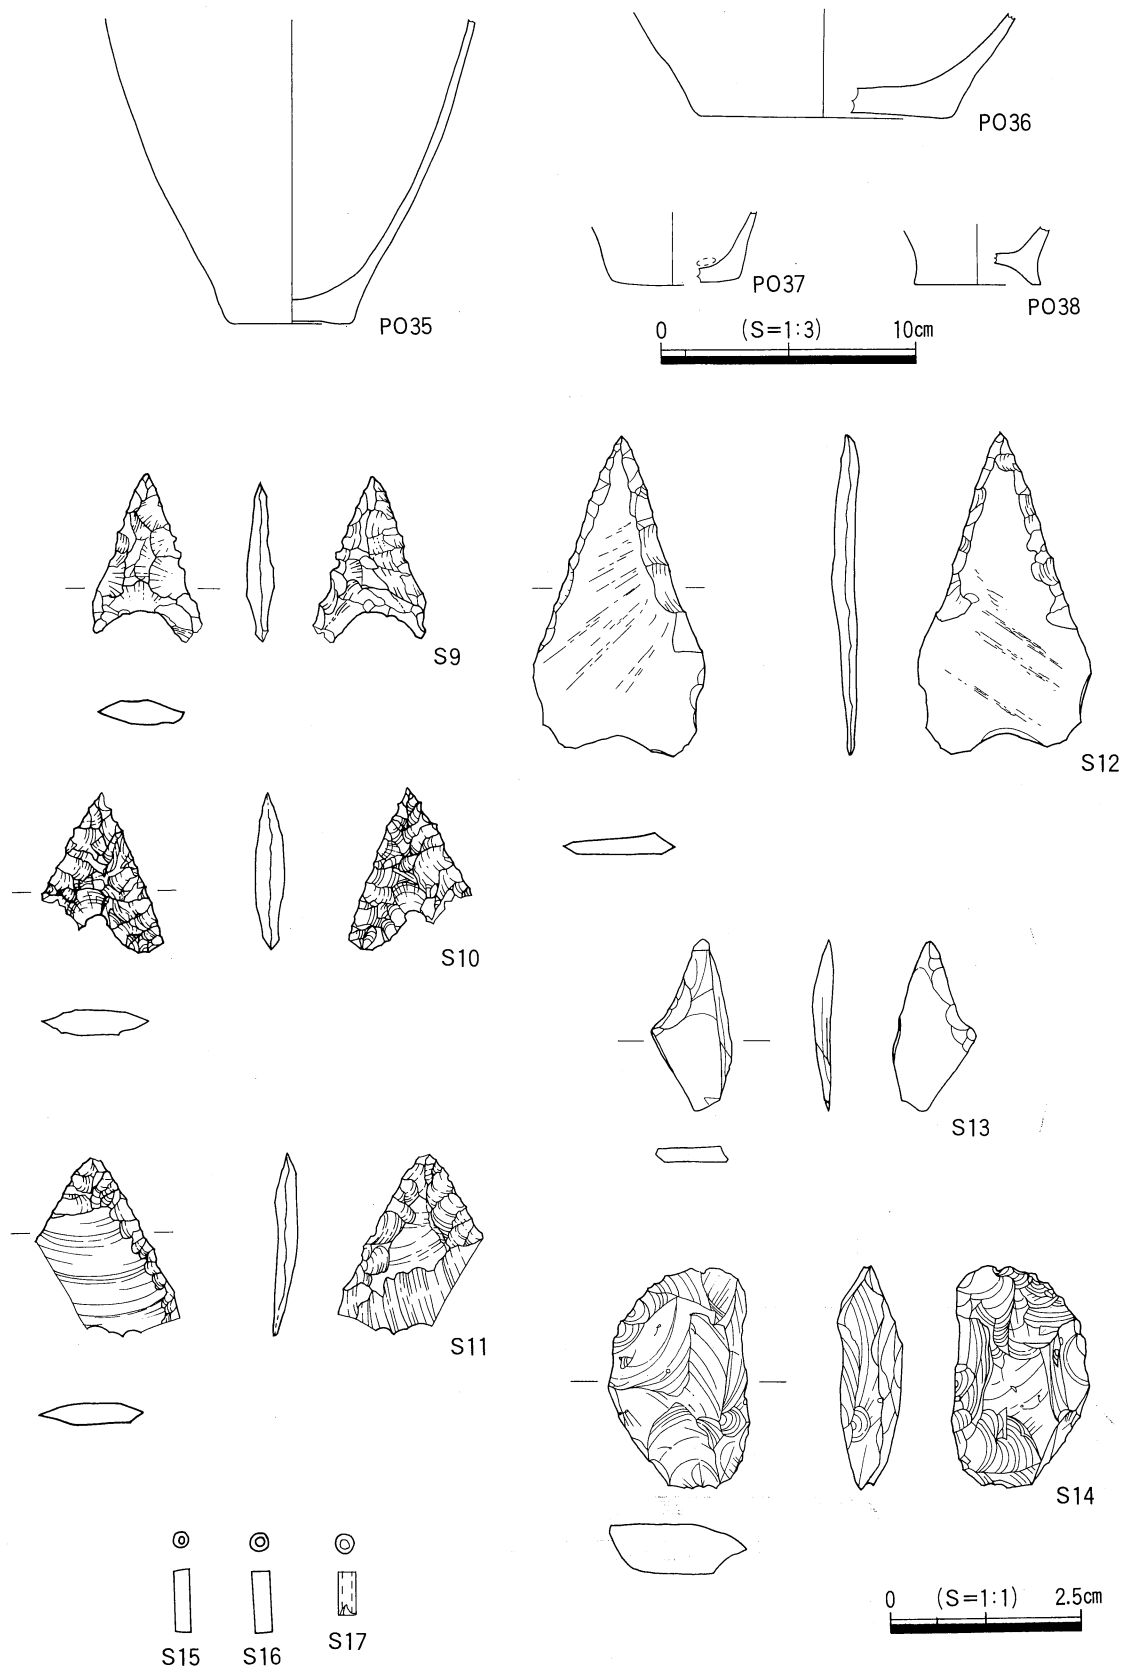 PO35
PO36
PO37
PO38
0 (S=1:3) 10cm
S9
S10
S11
S12
S13
S14
S15
S16
S17
0 (S=1:1) 2.5cm